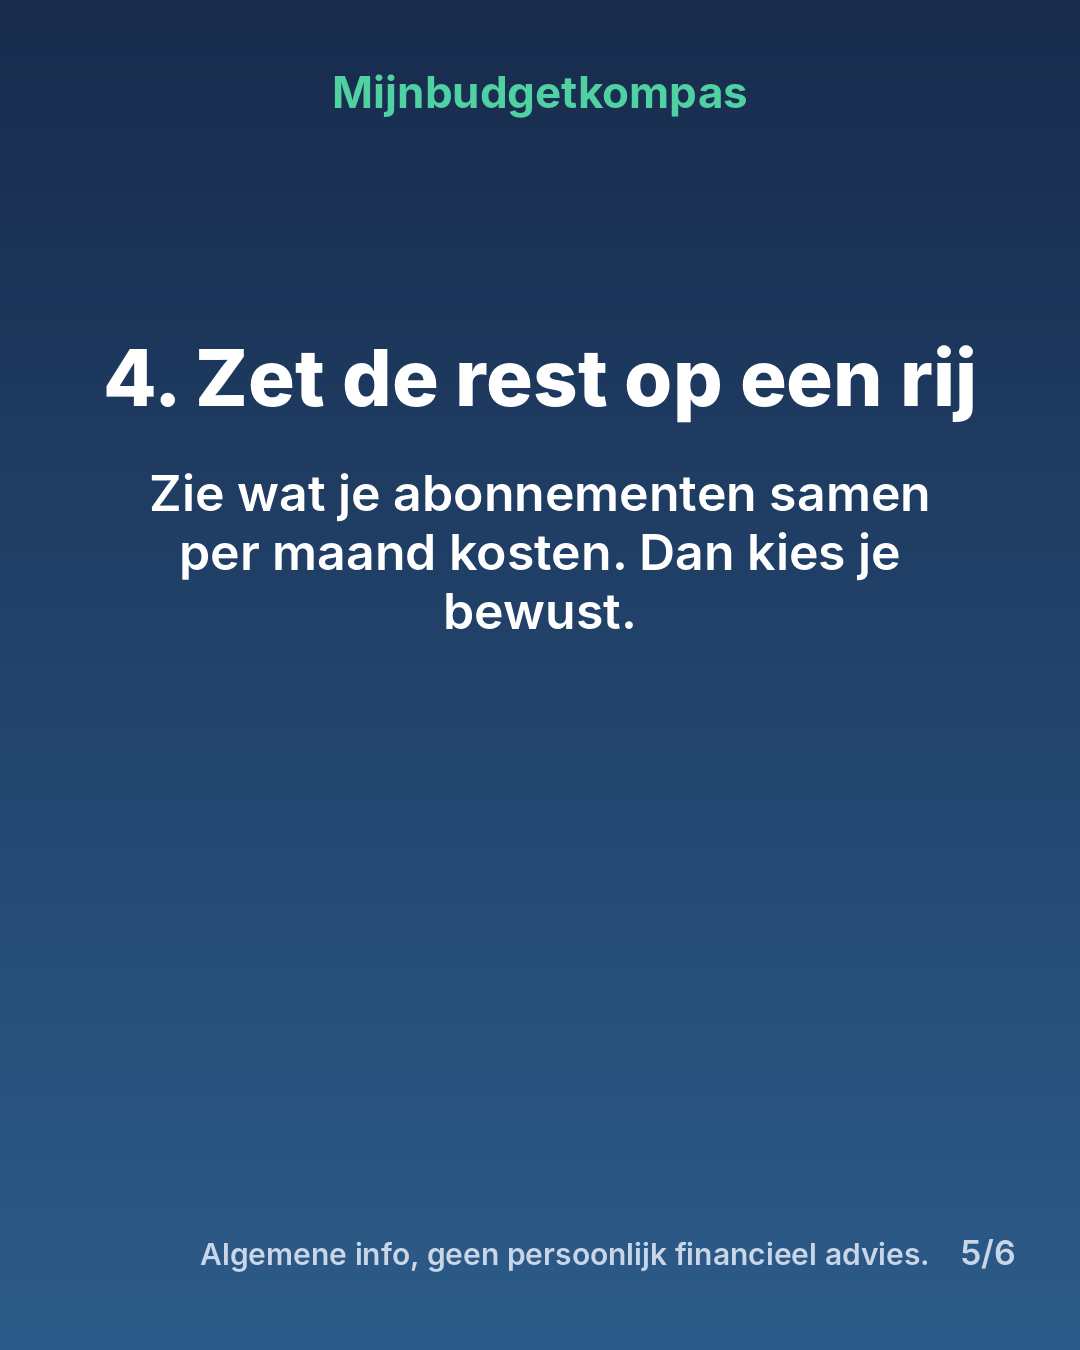 Mijnbudgetkompas
4. Zet de rest op een rij
Zie wat je abonnementen samen
per maand kosten. Dan kies je
bewust.
Algemene info, geen persoonlijk financieel advies. 5/6